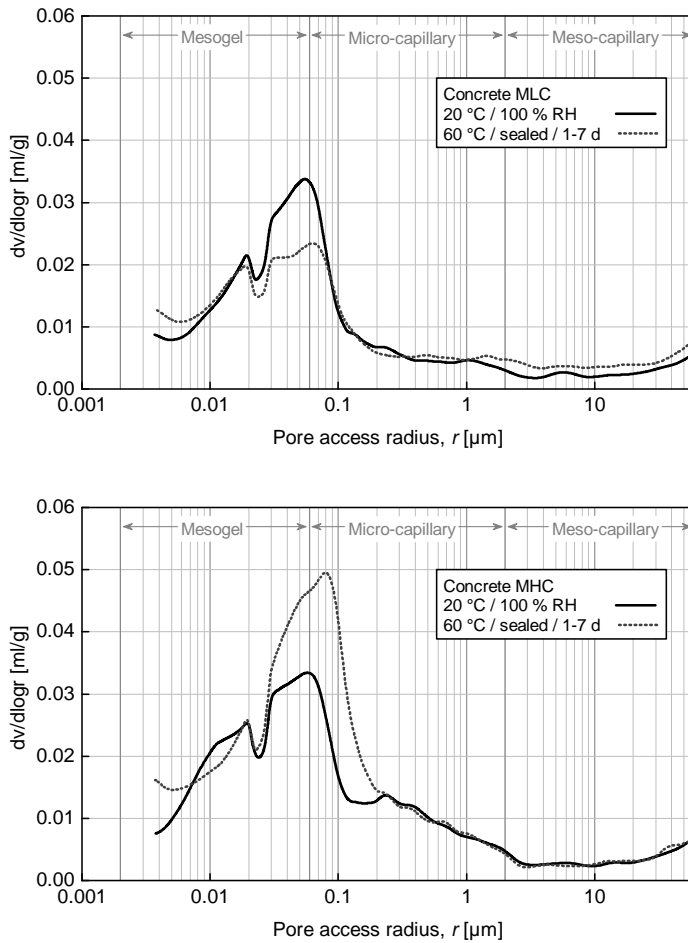 0.06
Mesogel
Micro-capillary
Meso-capillary
0.05
Concrete MLC
20 °C / 100 % RH
60 °C / sealed / 1-7 d
0.04
dv/dlogr [ml/g]
0.03
0.02
0.01
0.00
0.001
0.01
0.1
1
10
Pore access radius, r [µm]
0.06
Mesogel
Micro-capillary
Meso-capillary
0.05
Concrete MHC
20 °C / 100 % RH
60 °C / sealed / 1-7 d
0.04
dv/dlogr [ml/g]
0.03
0.02
0.01
0.00
0.001
0.01
0.1
1
10
Pore access radius, r [µm]